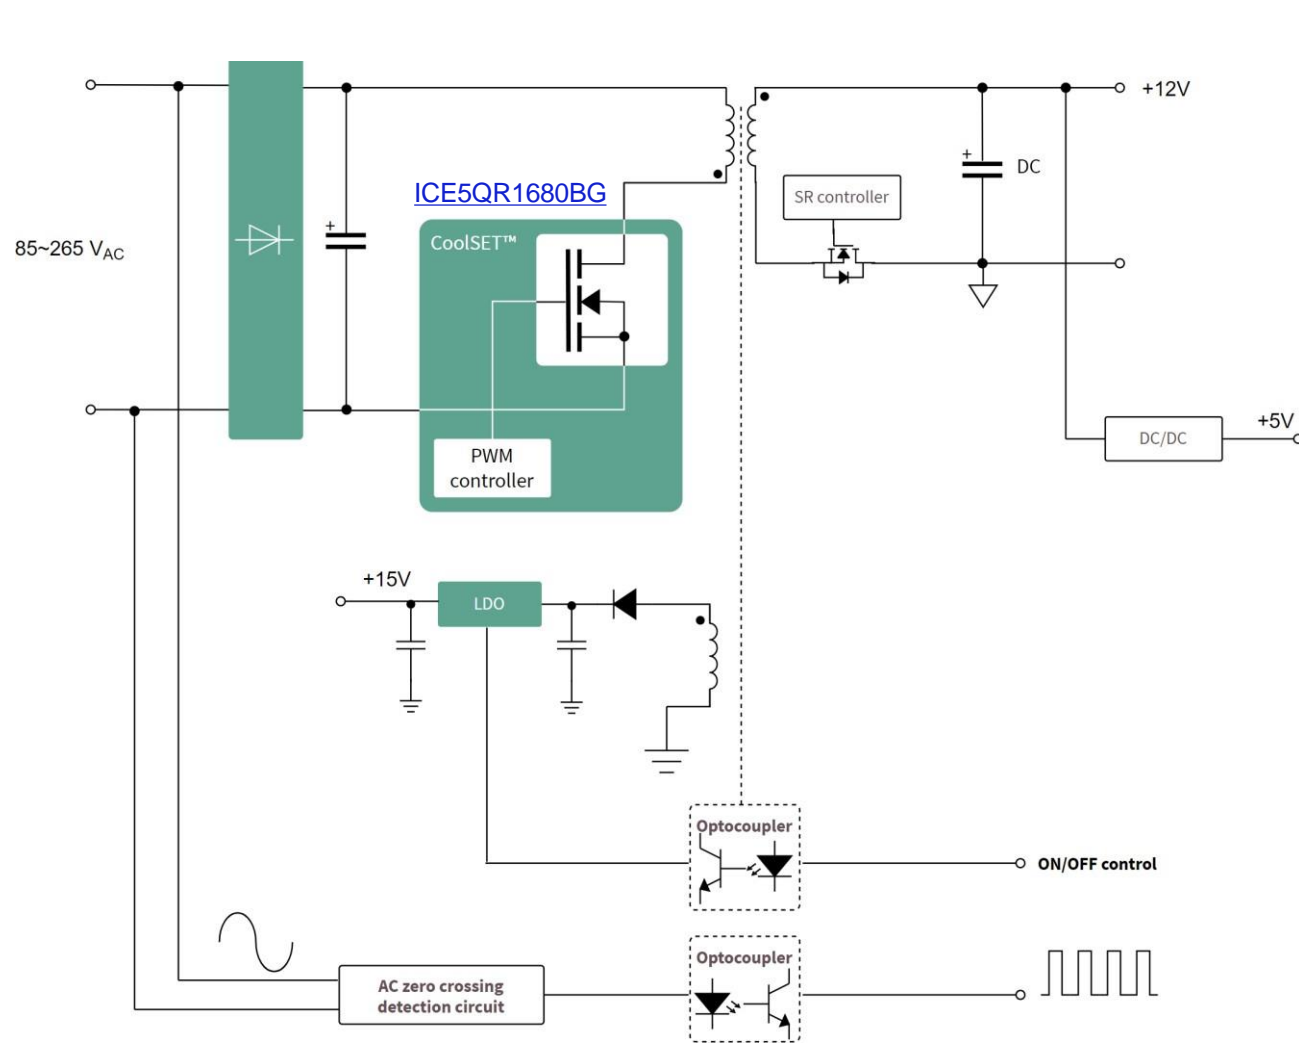 +12V
ICE5QR1680BG
SR controller
+
DC
+
CoolSET™
85~265 VAC
+5V
DC/DC
PWM
controller
+15V
LDO
Optocoupler
ON/OFF control
Optocoupler
AC zero crossing
detection circuit